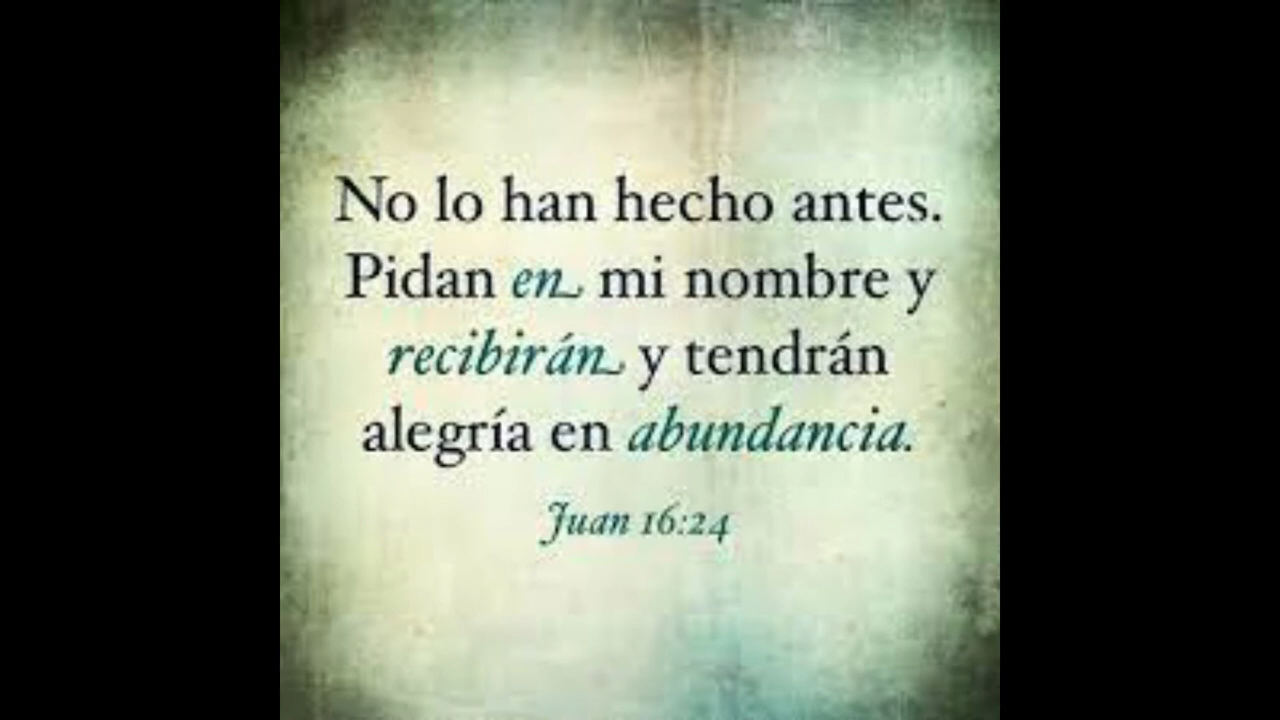 No lo han hecho antes.
Pidan en mi nombre y
recibirán y tendrán
alegría en abundancia.
Juan 16:24